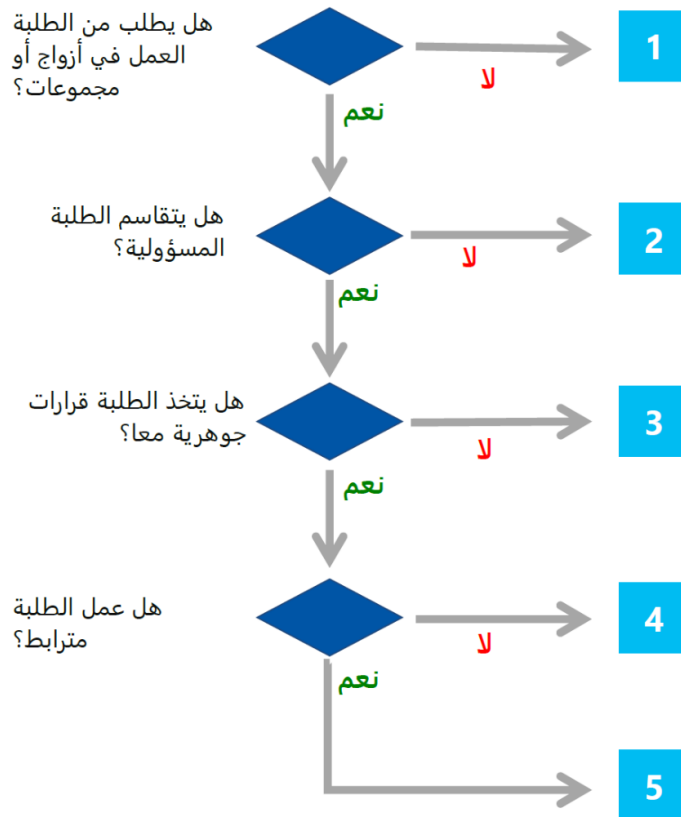 هل يطلب من الطلبة
العمل في أزواج أو
مجموعات؟
لا
1
نعم
هل يتقاسم الطلبة
المسؤولية؟
لا
2
نعم
هل يتخذ الطلبة قرارات
جوهرية معا؟
لا
3
نعم
هل عمل الطلبة
مترابط؟
لا
4
نعم
5